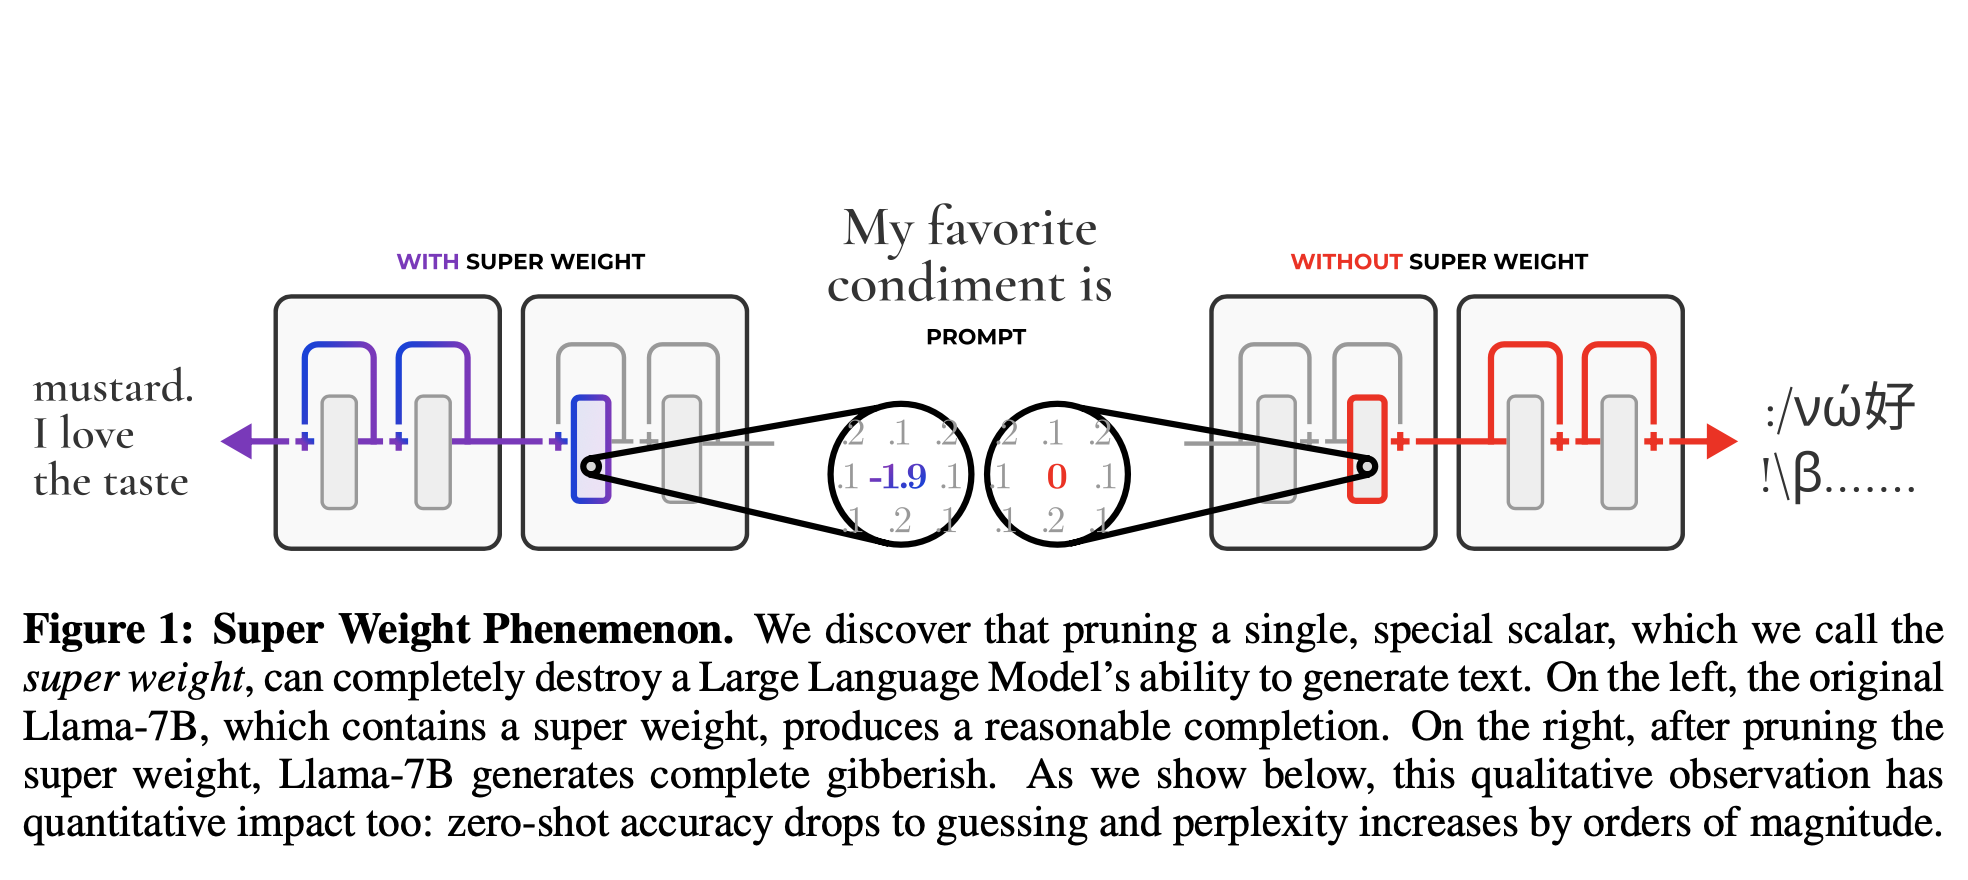 My favorite
condiment is
PROMPT
WITH SUPER WEIGHT
WITHOUT SUPER WEIGHT
mustard.
I love
the taste
.2 .1 .2
.1 -1.9 .1
.1 .2 .1
.2 .1 .2
.1 0 .1
.1 .2 .1
:/νώ好
!\β.......
Figure 1: Super Weight Phenemenon. We discover that pruning a single, special scalar, which we call the
super weight, can completely destroy a Large Language Model's ability to generate text. On the left, the original
Llama-7B, which contains a super weight, produces a reasonable completion. On the right, after pruning the
super weight, Llama-7B generates complete gibberish. As we show below, this qualitative observation has
quantitative impact too: zero-shot accuracy drops to guessing and perplexity increases by orders of magnitude.